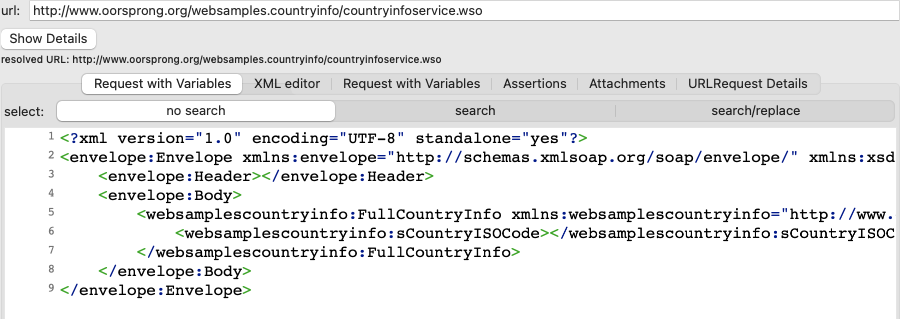 url: http://www.oorsprong.org/websamples.countryinfo/countryinfoservice.wso
Show Details
resolved URL: http://www.oorsprong.org/websamples.countryinfo/countryinfoservice.wso
Request with Variables XML editor Request with Variables Assertions Attachments URLRequest Details
select: no search search search/replace
1 <?xml version="1.0" encoding="UTF-8" standalone="yes"?>
2 <envelope:Envelope xmlns:envelope="http://schemas.xmlsoap.org/soap/envelope/" xmlns:xsd
3 <envelope:Header></envelope:Header>
4 <envelope:Body>
5 <websamplescountryinfo:FullCountryInfo xmlns:websamplescountryinfo="http://www.
6 <websamplescountryinfo:sCountryISOCode></websamplescountryinfo:sCountryISOC
7 </websamplescountryinfo:FullCountryInfo>
8 </envelope:Body>
9 </envelope:Envelope>